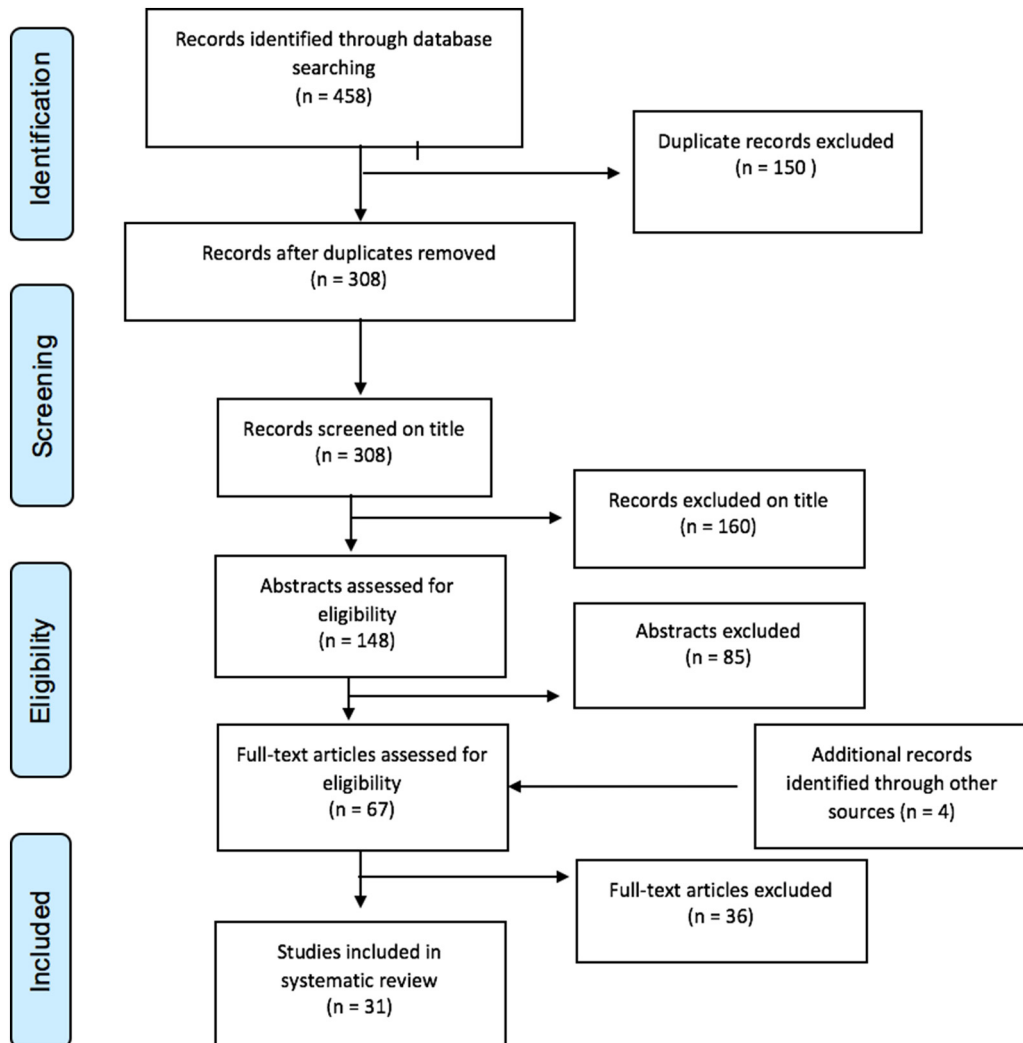 Identification
Records identified through database
searching
(n = 458)
Duplicate records excluded
(n = 150 )
Records after duplicates removed
(n = 308)
Screening
Records screened on title
(n = 308)
Records excluded on title
(n = 160)
Eligibility
Abstracts assessed for
eligibility
(n = 148)
Abstracts excluded
(n = 85)
Full-text articles assessed for
eligibility
(n = 67)
Additional records
identified through other
sources (n = 4)
Included
Full-text articles excluded
(n = 36)
Studies included in
systematic review
(n = 31)